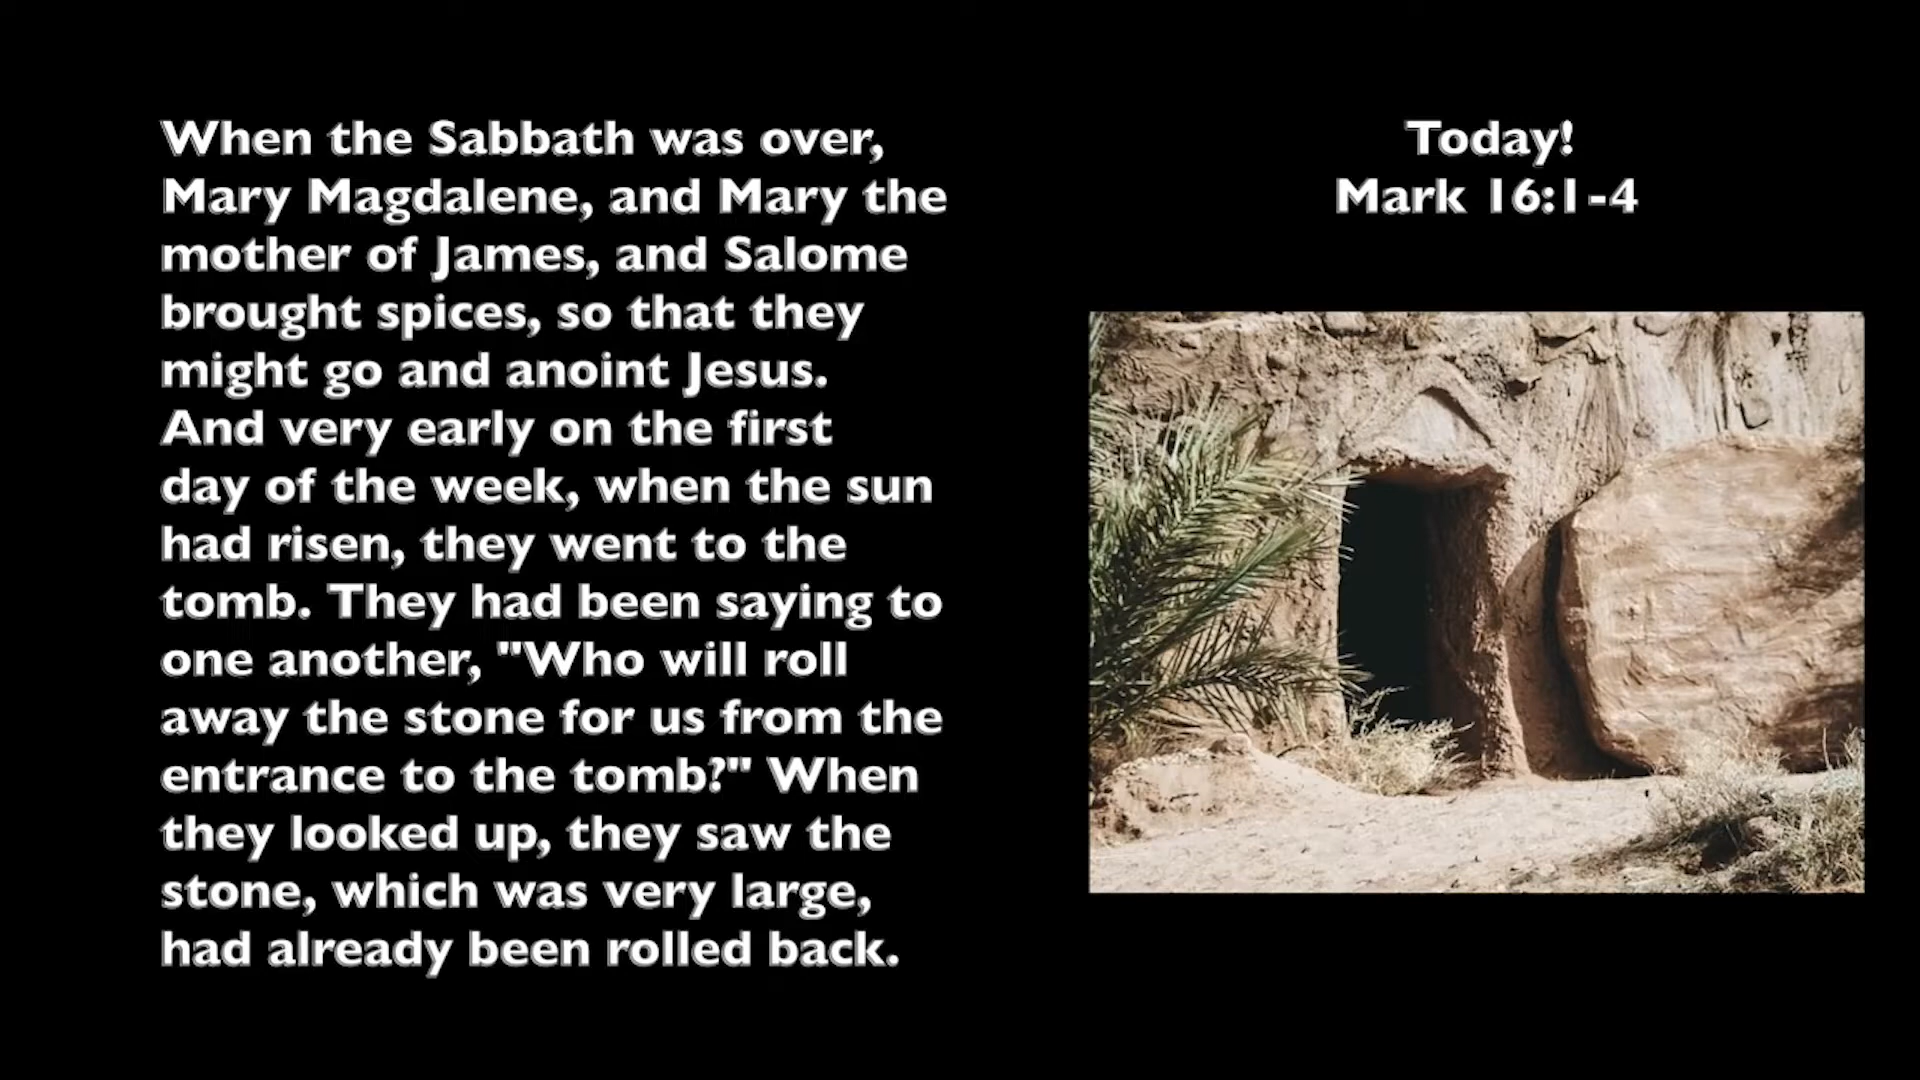 When the Sabbath was over,
Mary Magdalene, and Mary the
mother of James, and Salome
brought spices, so that they
might go and anoint Jesus.
And very early on the first
day of the week, when the sun
had risen, they went to the
tomb. They had been saying to
one another, "Who will roll
away the stone for us from the
entrance to the tomb?" When
they looked up, they saw the
stone, which was very large,
had already been rolled back.
Today!
Mark 16:1-4